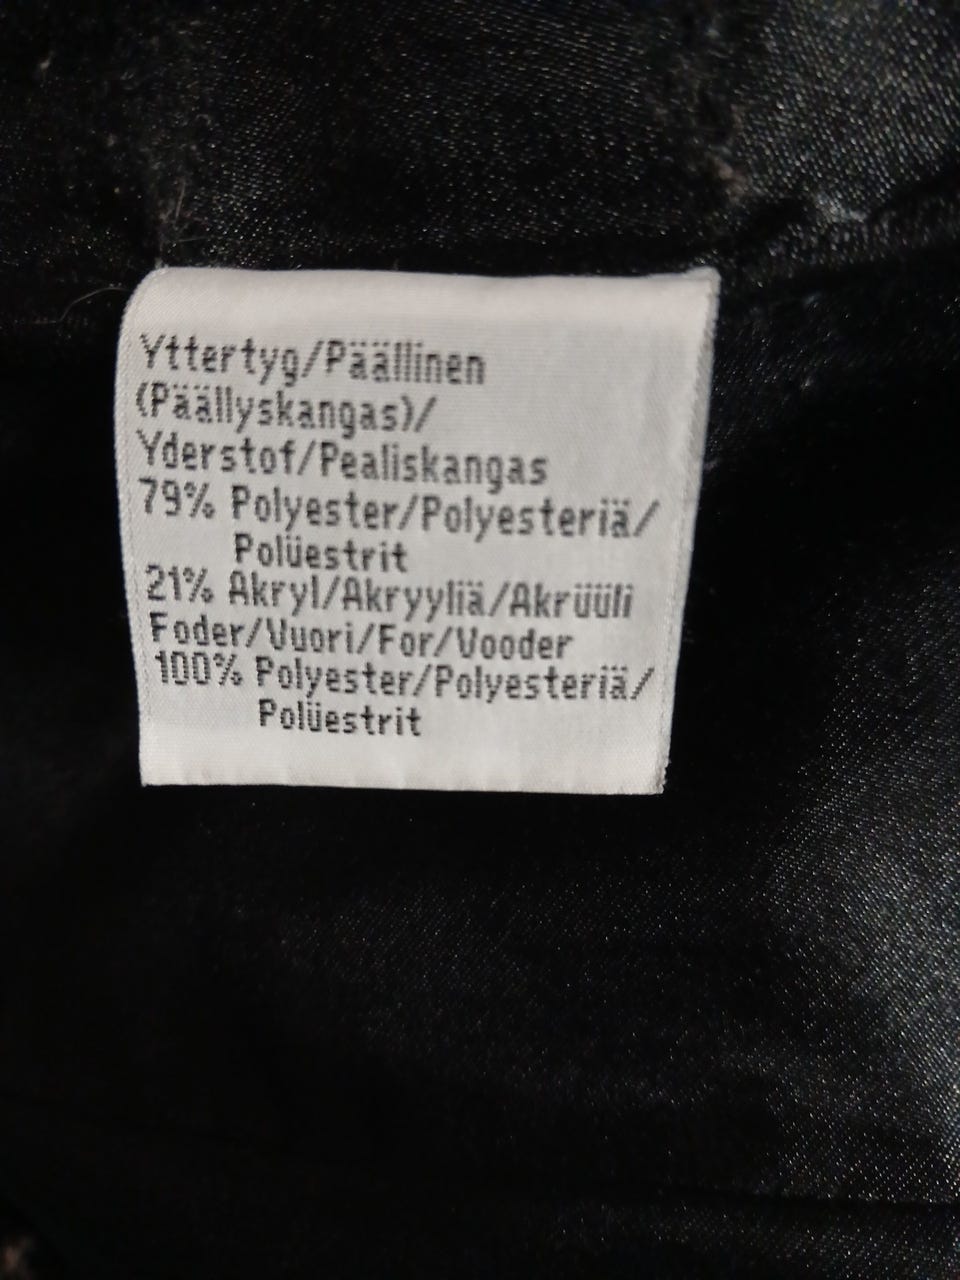 Yttertyg/Päällinen
(Päällyskangas)/
Yderstof/Pealiskangas
79% Polyester/Polyesteriä/
Polüestrit
21% Akryl/Akryyliä/Akrüüli
Foder/Vuori/For/Vooder
100% Polyester/Polyesteriä/
Polüestrit